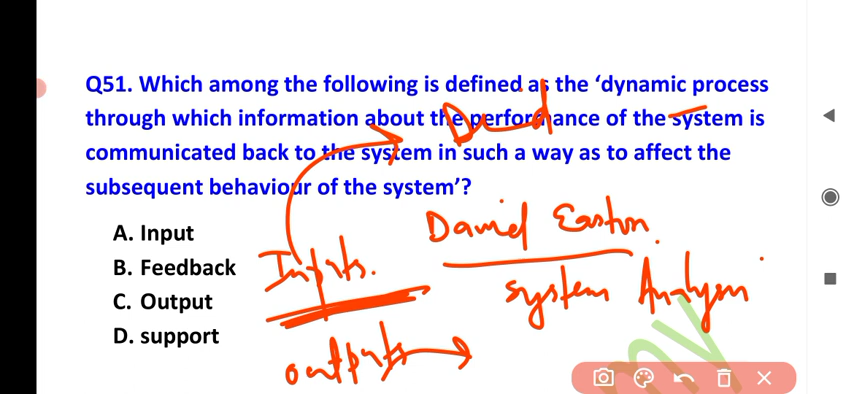 Q51. Which among the following is defined as the ‘dynamic process
through which information about the performance of the system is
communicated back to the system in such a way as to affect the
subsequent behaviour of the system’?
A. Input
B. Feedback
C. Output
D. support
David Easton
Inputs.
system
outputs